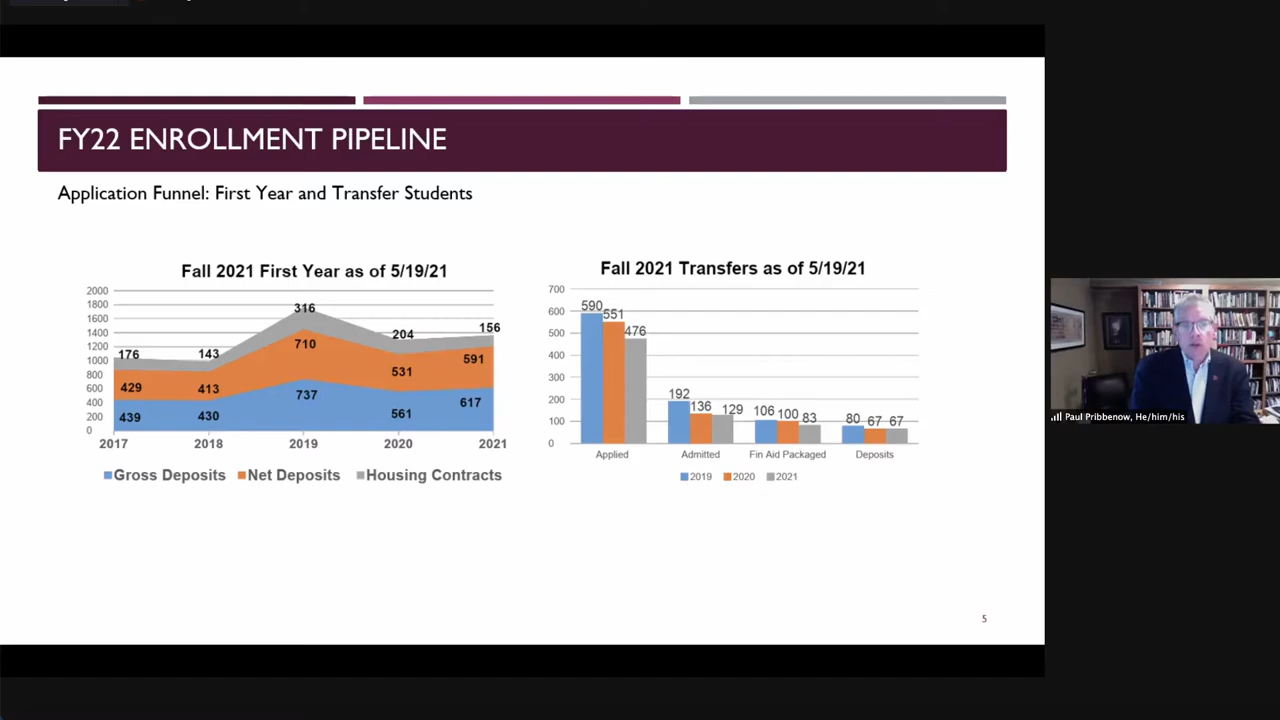 FY22 ENROLLMENT PIPELINE
Application Funnel: First Year and Transfer Students
Fall 2021 First Year as of 5/19/21
2000
1800
1600
1400
1200
1000
800
600
400
200
0
176
143
316
204
156
429
413
710
531
591
439
430
737
561
617
2017 2018 2019 2020 2021
Gross Deposits Net Deposits Housing Contracts
Fall 2021 Transfers as of 5/19/21
700
600
500
400
300
200
100
0
590 551 476
192 136 129
106 100 83
80 67 67
Applied Admitted Fin Aid Packaged Deposits
2019 2020 2021
5
Paul Pribbenow, He/him/his